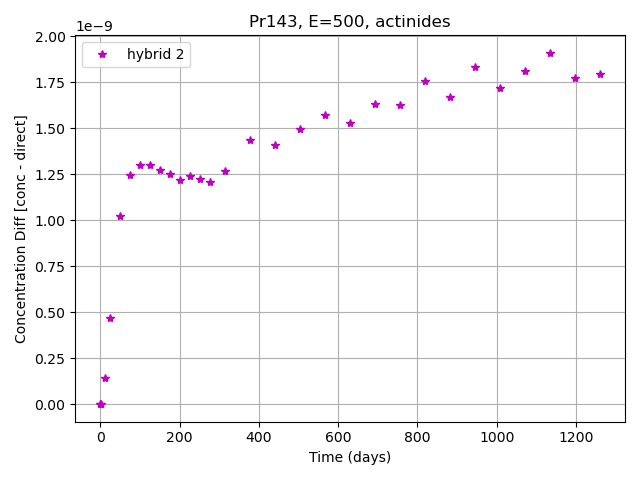 Pr143, E=500, actinides
1e−9
hybrid 2
2.00
1.75
1.50
1.25
1.00
0.75
0.50
0.25
0.00
Concentration Diff [conc - direct]
0 200 400 600 800 1000 1200
Time (days)